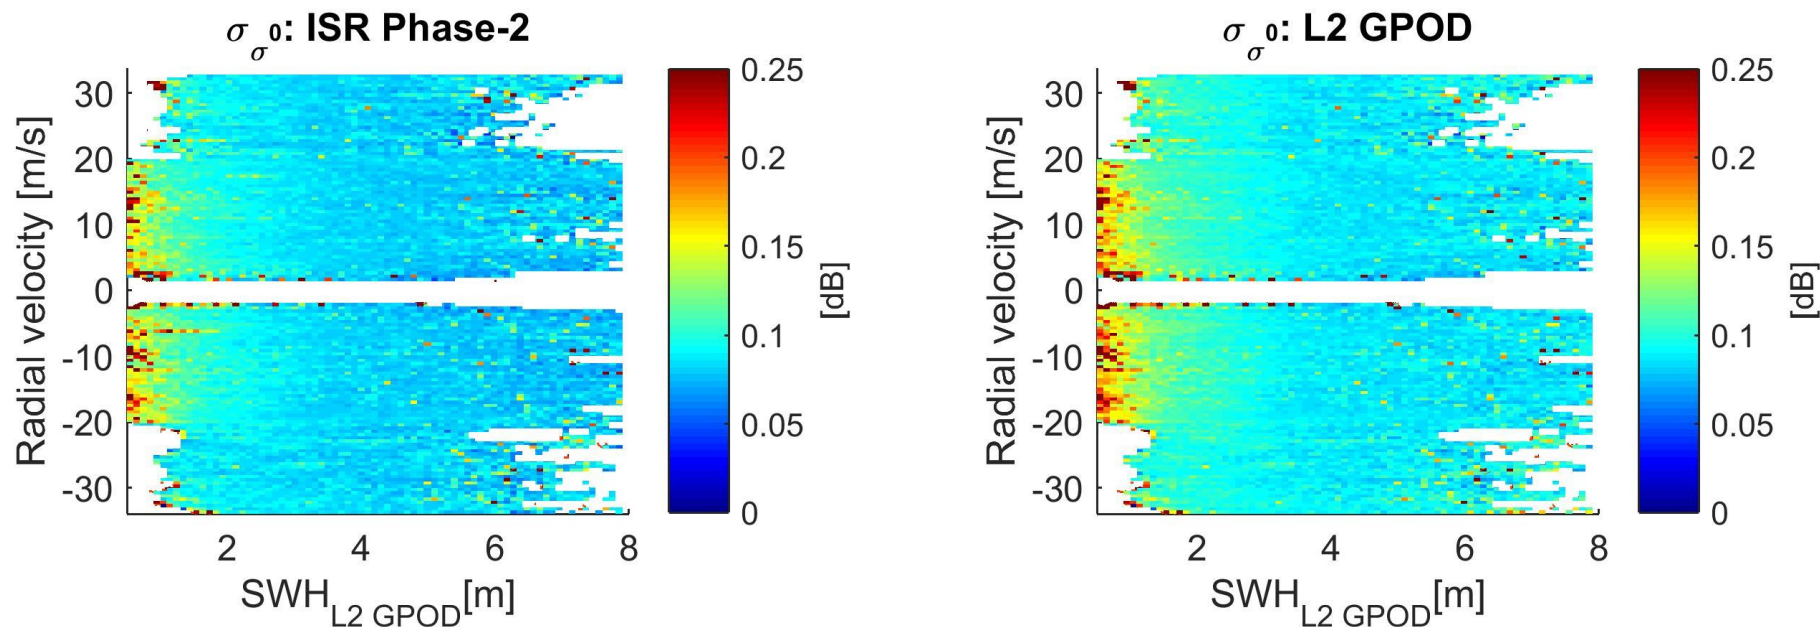 σσ0: ISR Phase-2
Radial velocity [m/s]
30
20
10
0
-10
-20
-30
2 4 6 8
SWHL2 GPOD[m]
0.25
0.2
0.15
0.1
0.05
0
[dB]
σσ0: L2 GPOD
Radial velocity [m/s]
30
20
10
0
-10
-20
-30
2 4 6 8
SWHL2 GPOD[m]
0.25
0.2
0.15
0.1
0.05
0
[dB]